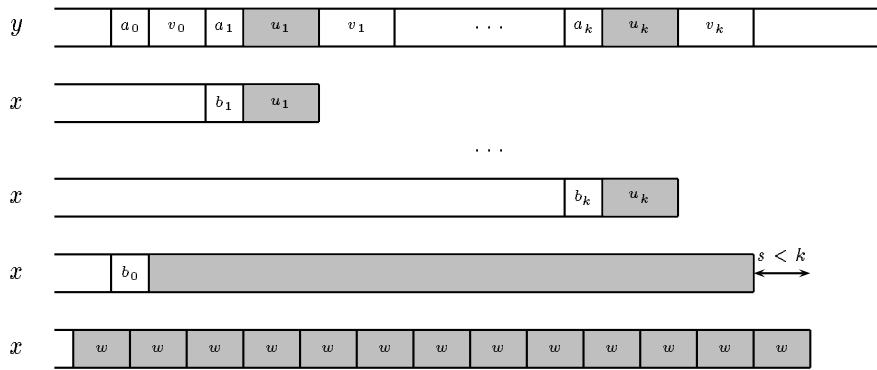 y a0 v0 a1 u1 v1 ... ak uk vk
x b1 u1
...
x bk uk
x b0 s < k
x w w w w w w w w w w w w w